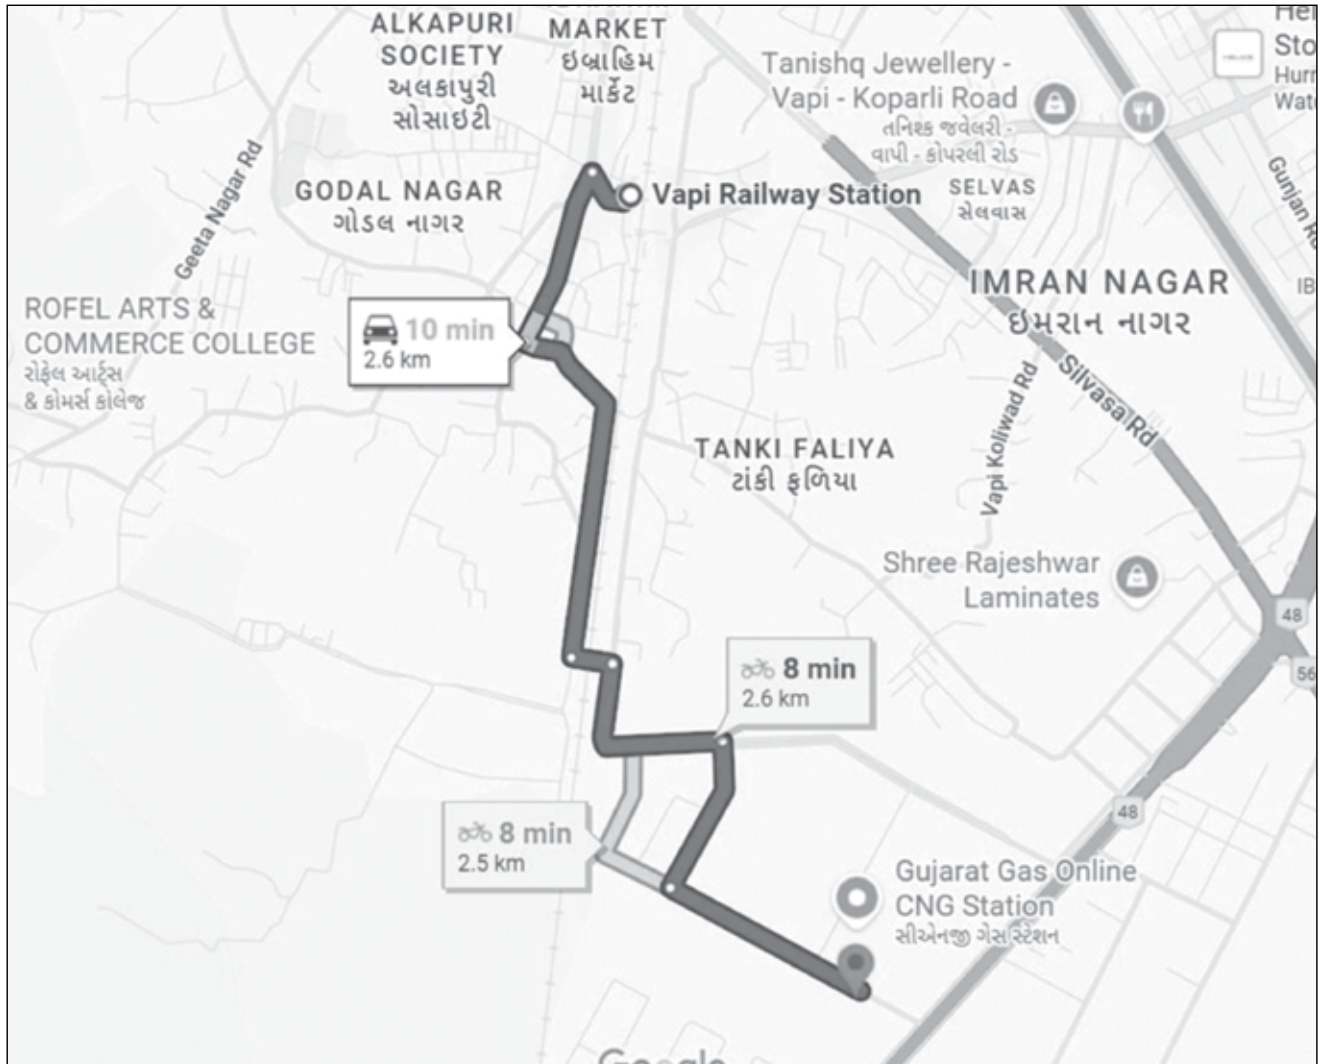 ALKAPURI
SOCIETY
અલકાપુરી
સોસાઇટી
MARKET
ઇબ્રાહિમ
માર્કેટ
Tanishq Jewellery -
Vapi - Koparli Road
તનિશ્ક જવેલરી -
વાપી - કોપરલી રોડ
Sto
Hurr
Wate
Geeta Nagar Rd
GODAL NAGAR
ગોડલ નાગર
Vapi Railway Station
SELVAS
સેલવાસ
Gunjan
IMRAN NAGAR
ઇમરાન નાગર
IB
ROFEL ARTS &
COMMERCE COLLEGE
રોફેલ આર્ટ્સ
& કોમર્સ કોલેજ
10 min
2.6 km
Silvasa Rd
Vapi Koliwad Rd
TANKI FALIYA
ટાંકી ફળિયા
Shree Rajeshwar
Laminates
48
56
8 min
2.6 km
48
8 min
2.5 km
Gujarat Gas Online
CNG Station
સીએનજી ગેસ સ્ટેશન
Google